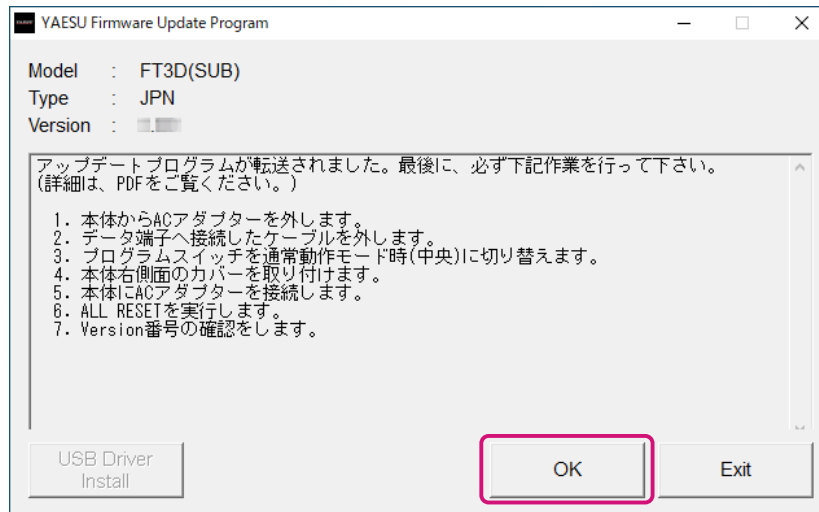 YAESU Firmware Update Program
Model : FT3D(SUB)
Type : JPN
Version :
アップデートプログラムが転送されました。最後に、必ず下記作業を行って下さい。
(詳細は、PDFをご覧ください。)
1. 本体からACアダプターを外します。
2. データ端子へ接続したケーブルを外します。
3. プログラムスイッチを通常動作モード時(中央)に切り替えます。
4. 本体右側面のカバーを取り付けます。
5. 本体にACアダプターを接続します。
6. ALL RESETを実行します。
7. Version番号の確認をします。
USB Driver
Install
OK
Exit